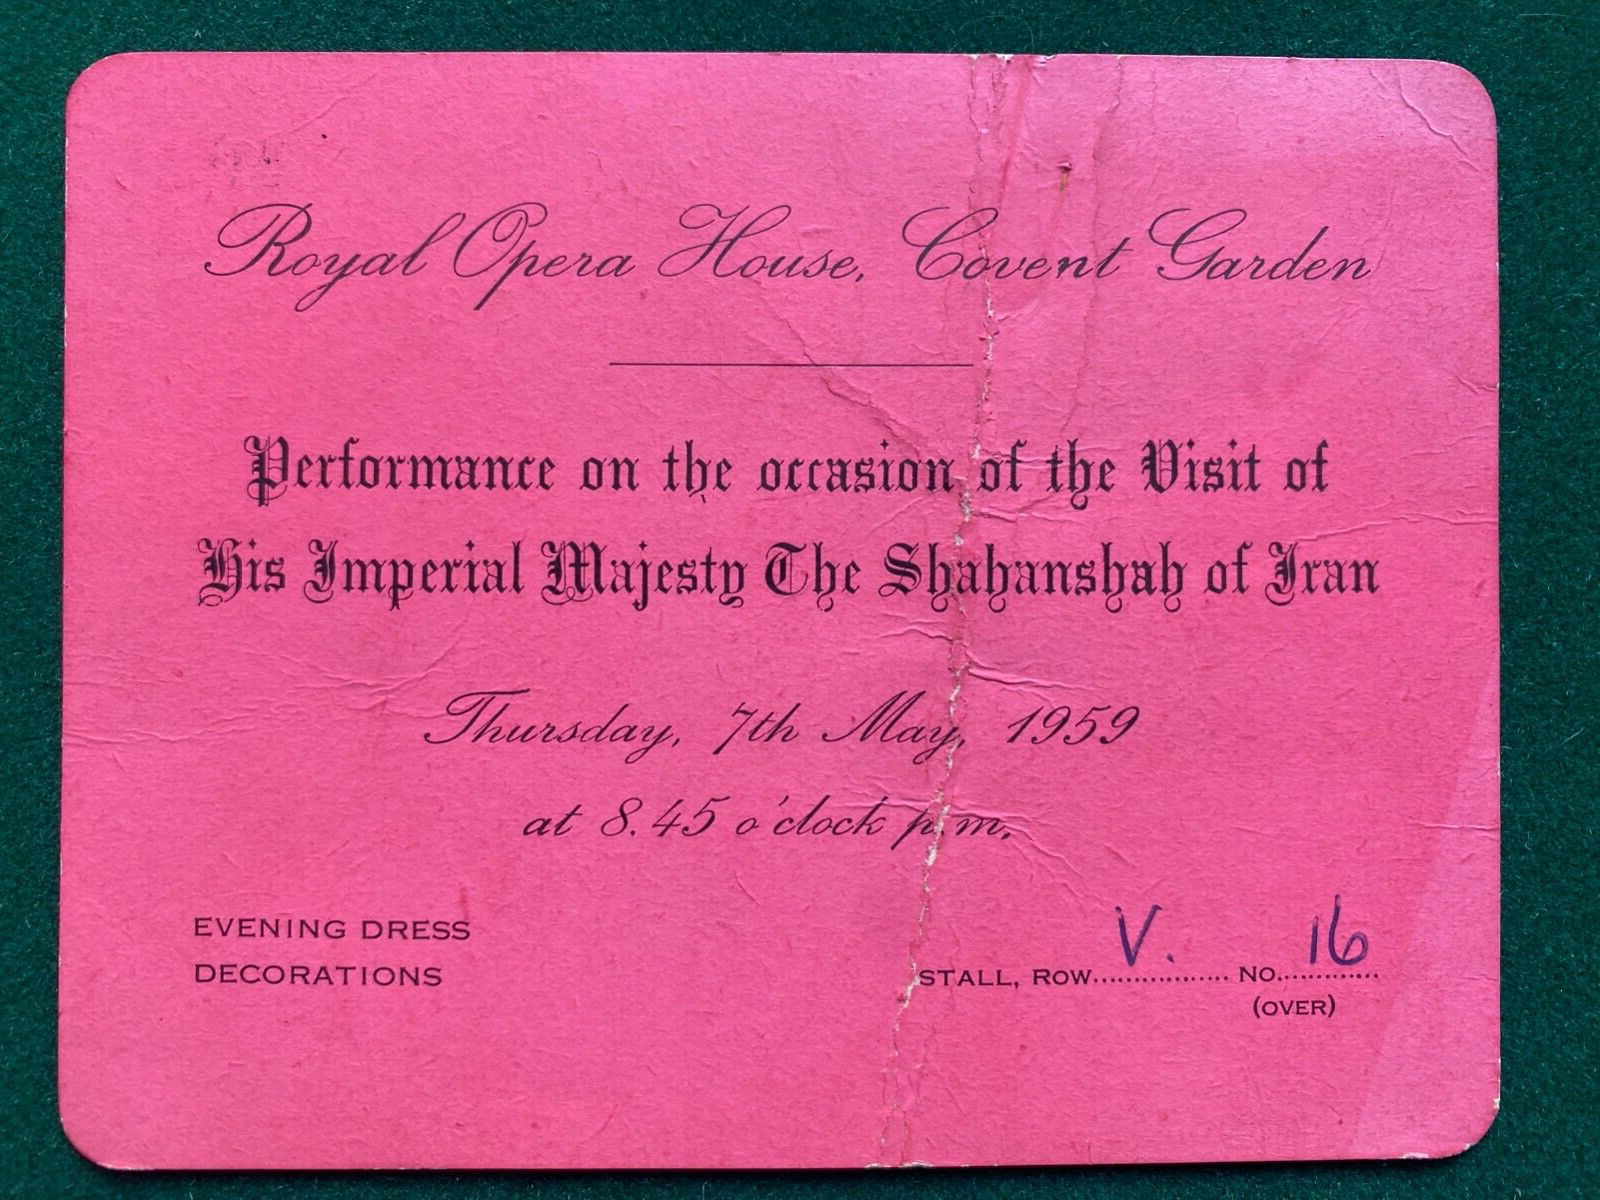 Royal Opera House, Covent Garden
Performance on the occasion of the Visit of
His Imperial Majesty The Shahanshah of Iran
Thursday, 7th May, 1959
at 8.45 o'clock p.m.
EVENING DRESS
DECORATIONS
STALL, ROW.... V. .... NO.... 16 ....
(OVER)